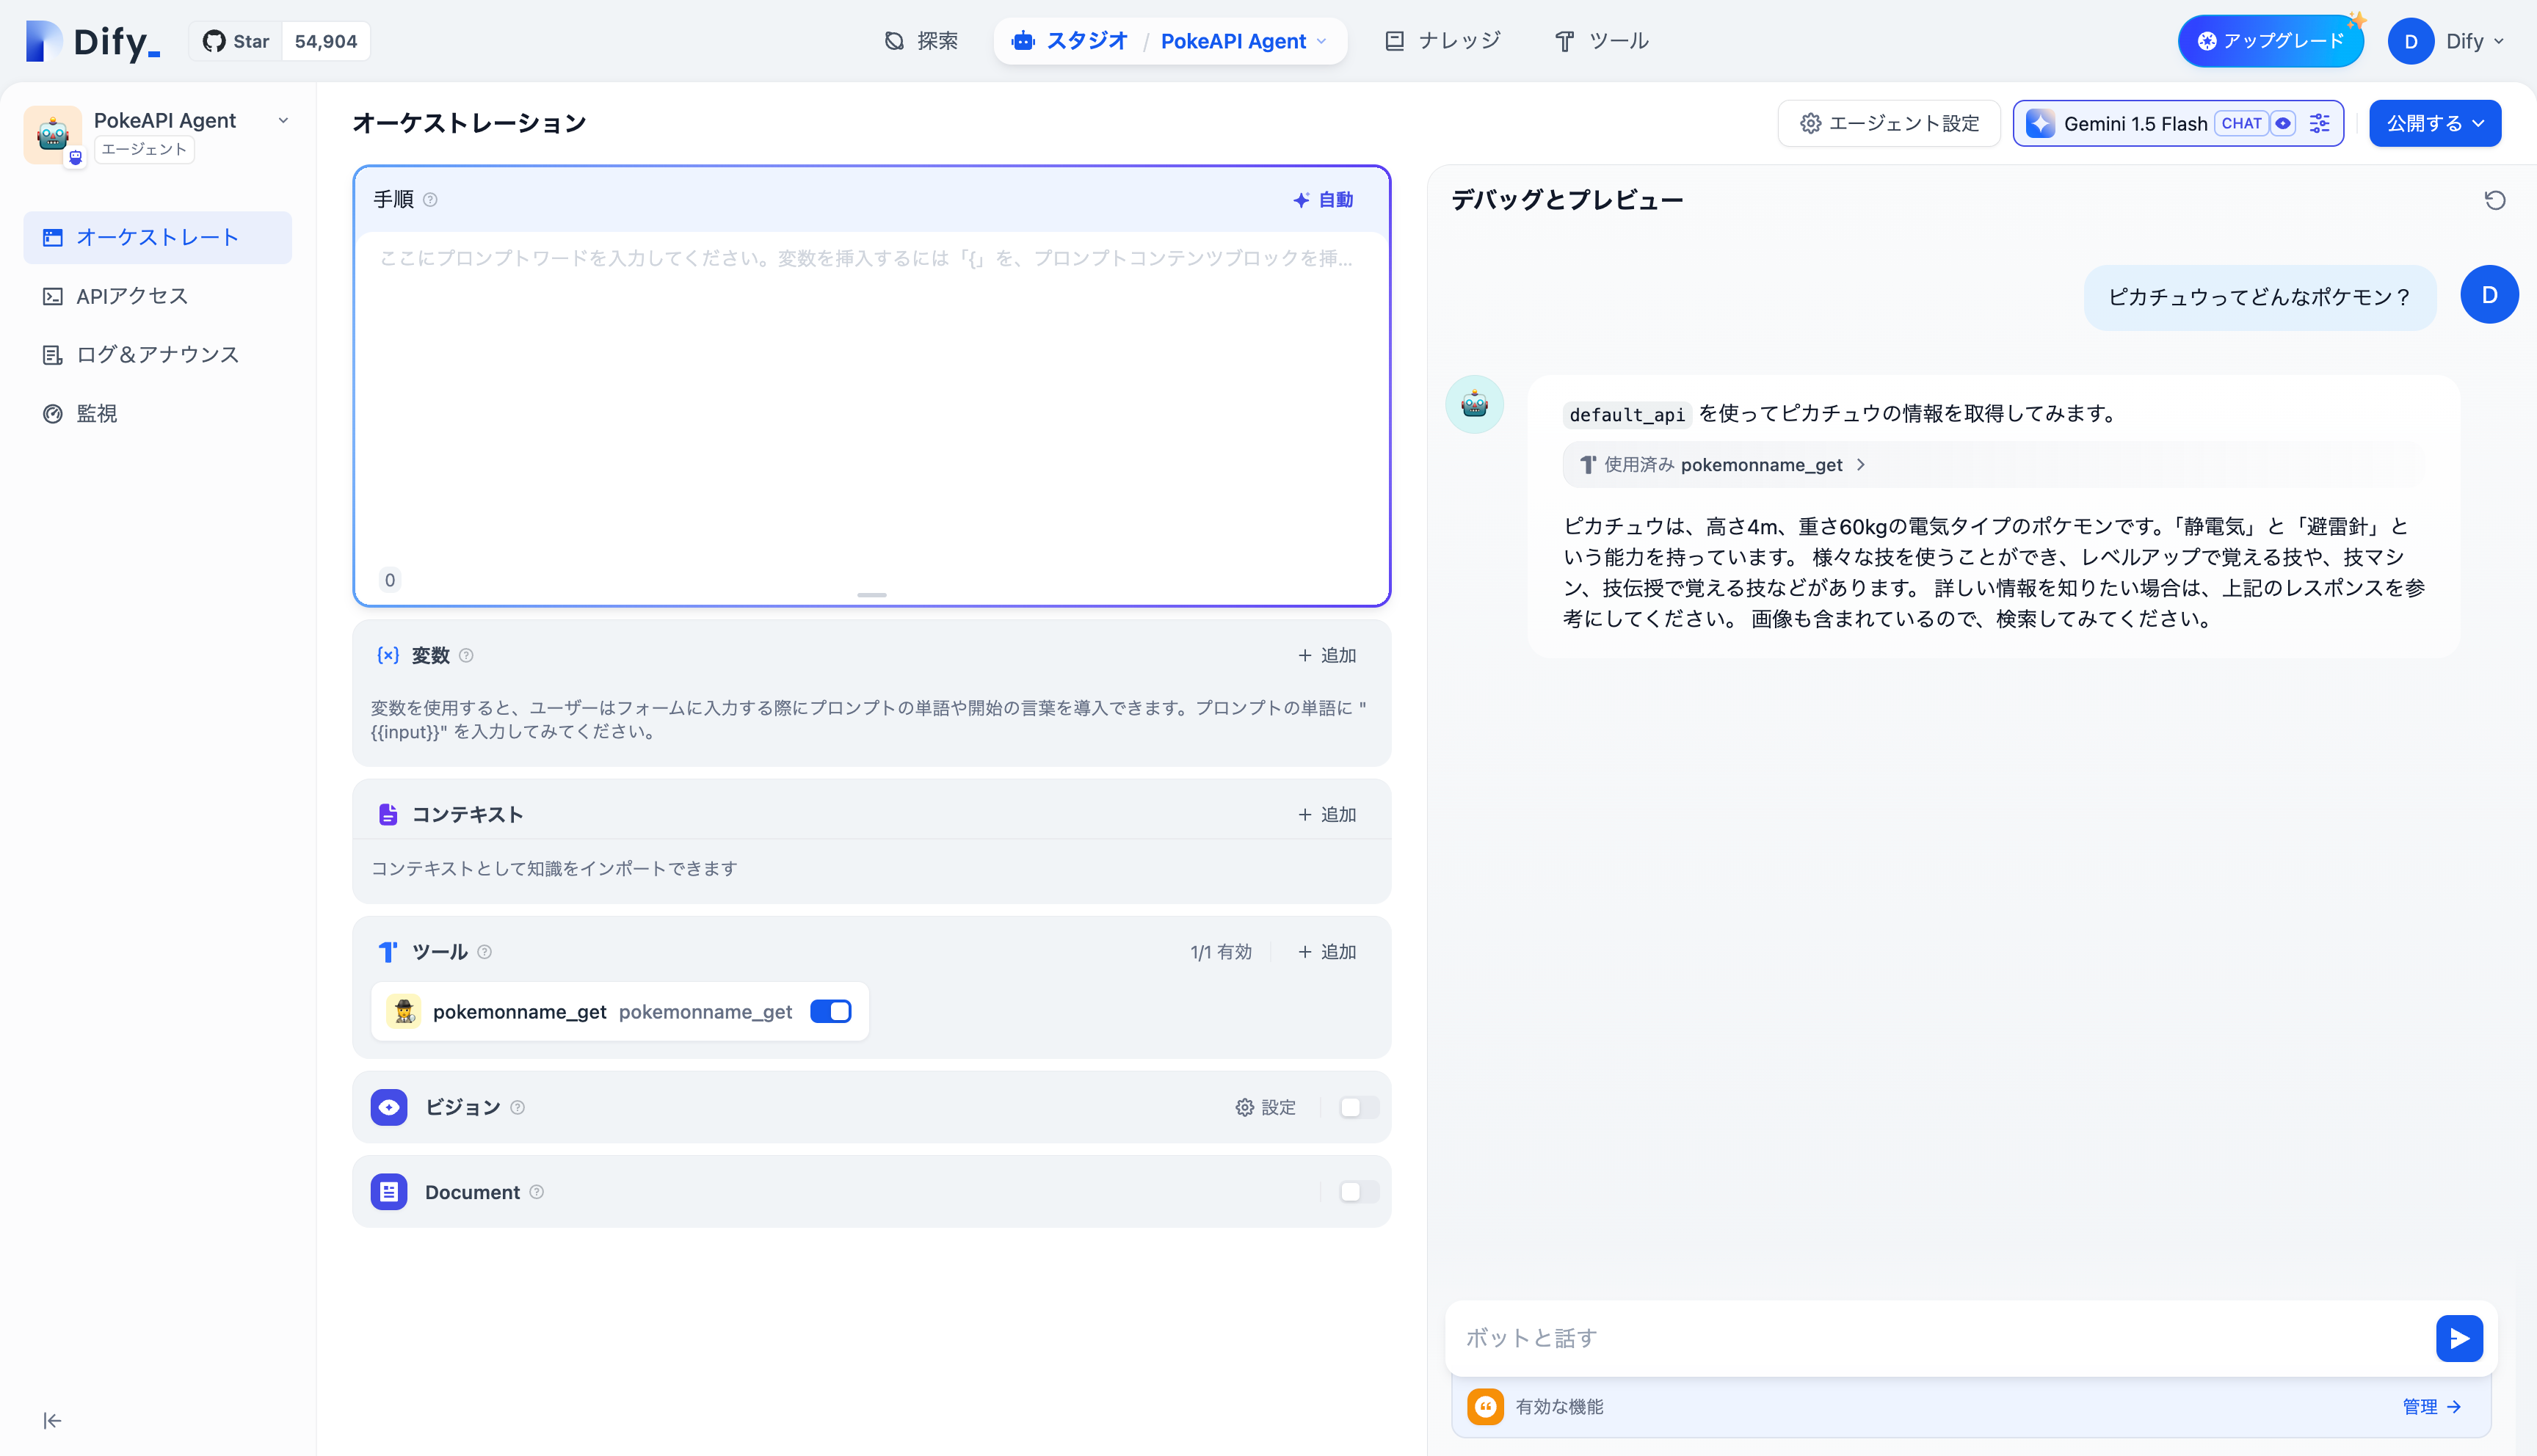 Dify_
Star 54,904
探索
スタジオ / PokeAPI Agent
ナレッジ
ツール
アップグレード
D Dify
PokeAPI Agent
エージェント
オーケストレート
APIアクセス
ログ＆アナウンス
監視
オーケストレーション
エージェント設定
Gemini 1.5 Flash CHAT
公開する
手順
自動
ここにプロンプトワードを入力してください。変数を挿入するには「{」を、プロンプトコンテンツブロックを挿...
0
変数
+ 追加
変数を使用すると、ユーザーはフォームに入力する際にプロンプトの単語や開始の言葉を導入できます。プロンプトの単語に "
{{input}}" を入力してみてください。
コンテキスト
+ 追加
コンテキストとして知識をインポートできます
ツール
1/1 有効
+ 追加
pokemonname_get pokemonname_get
ビジョン
設定
Document
デバッグとプレビュー
ピカチュウってどんなポケモン？
D
default_api を使ってピカチュウの情報を取得してみます。
使用済み pokemonname_get
ピカチュウは、高さ4m、重さ60kgの電気タイプのポケモンです。「静電気」と「避雷針」と
いう能力を持っています。 様々な技を使うことができ、レベルアップで覚える技や、技マシ
ン、技伝授で覚える技などがあります。 詳しい情報を知りたい場合は、上記のレスポンスを参
考にしてください。 画像も含まれているので、検索してみてください。
ボットと話す
有効な機能
管理